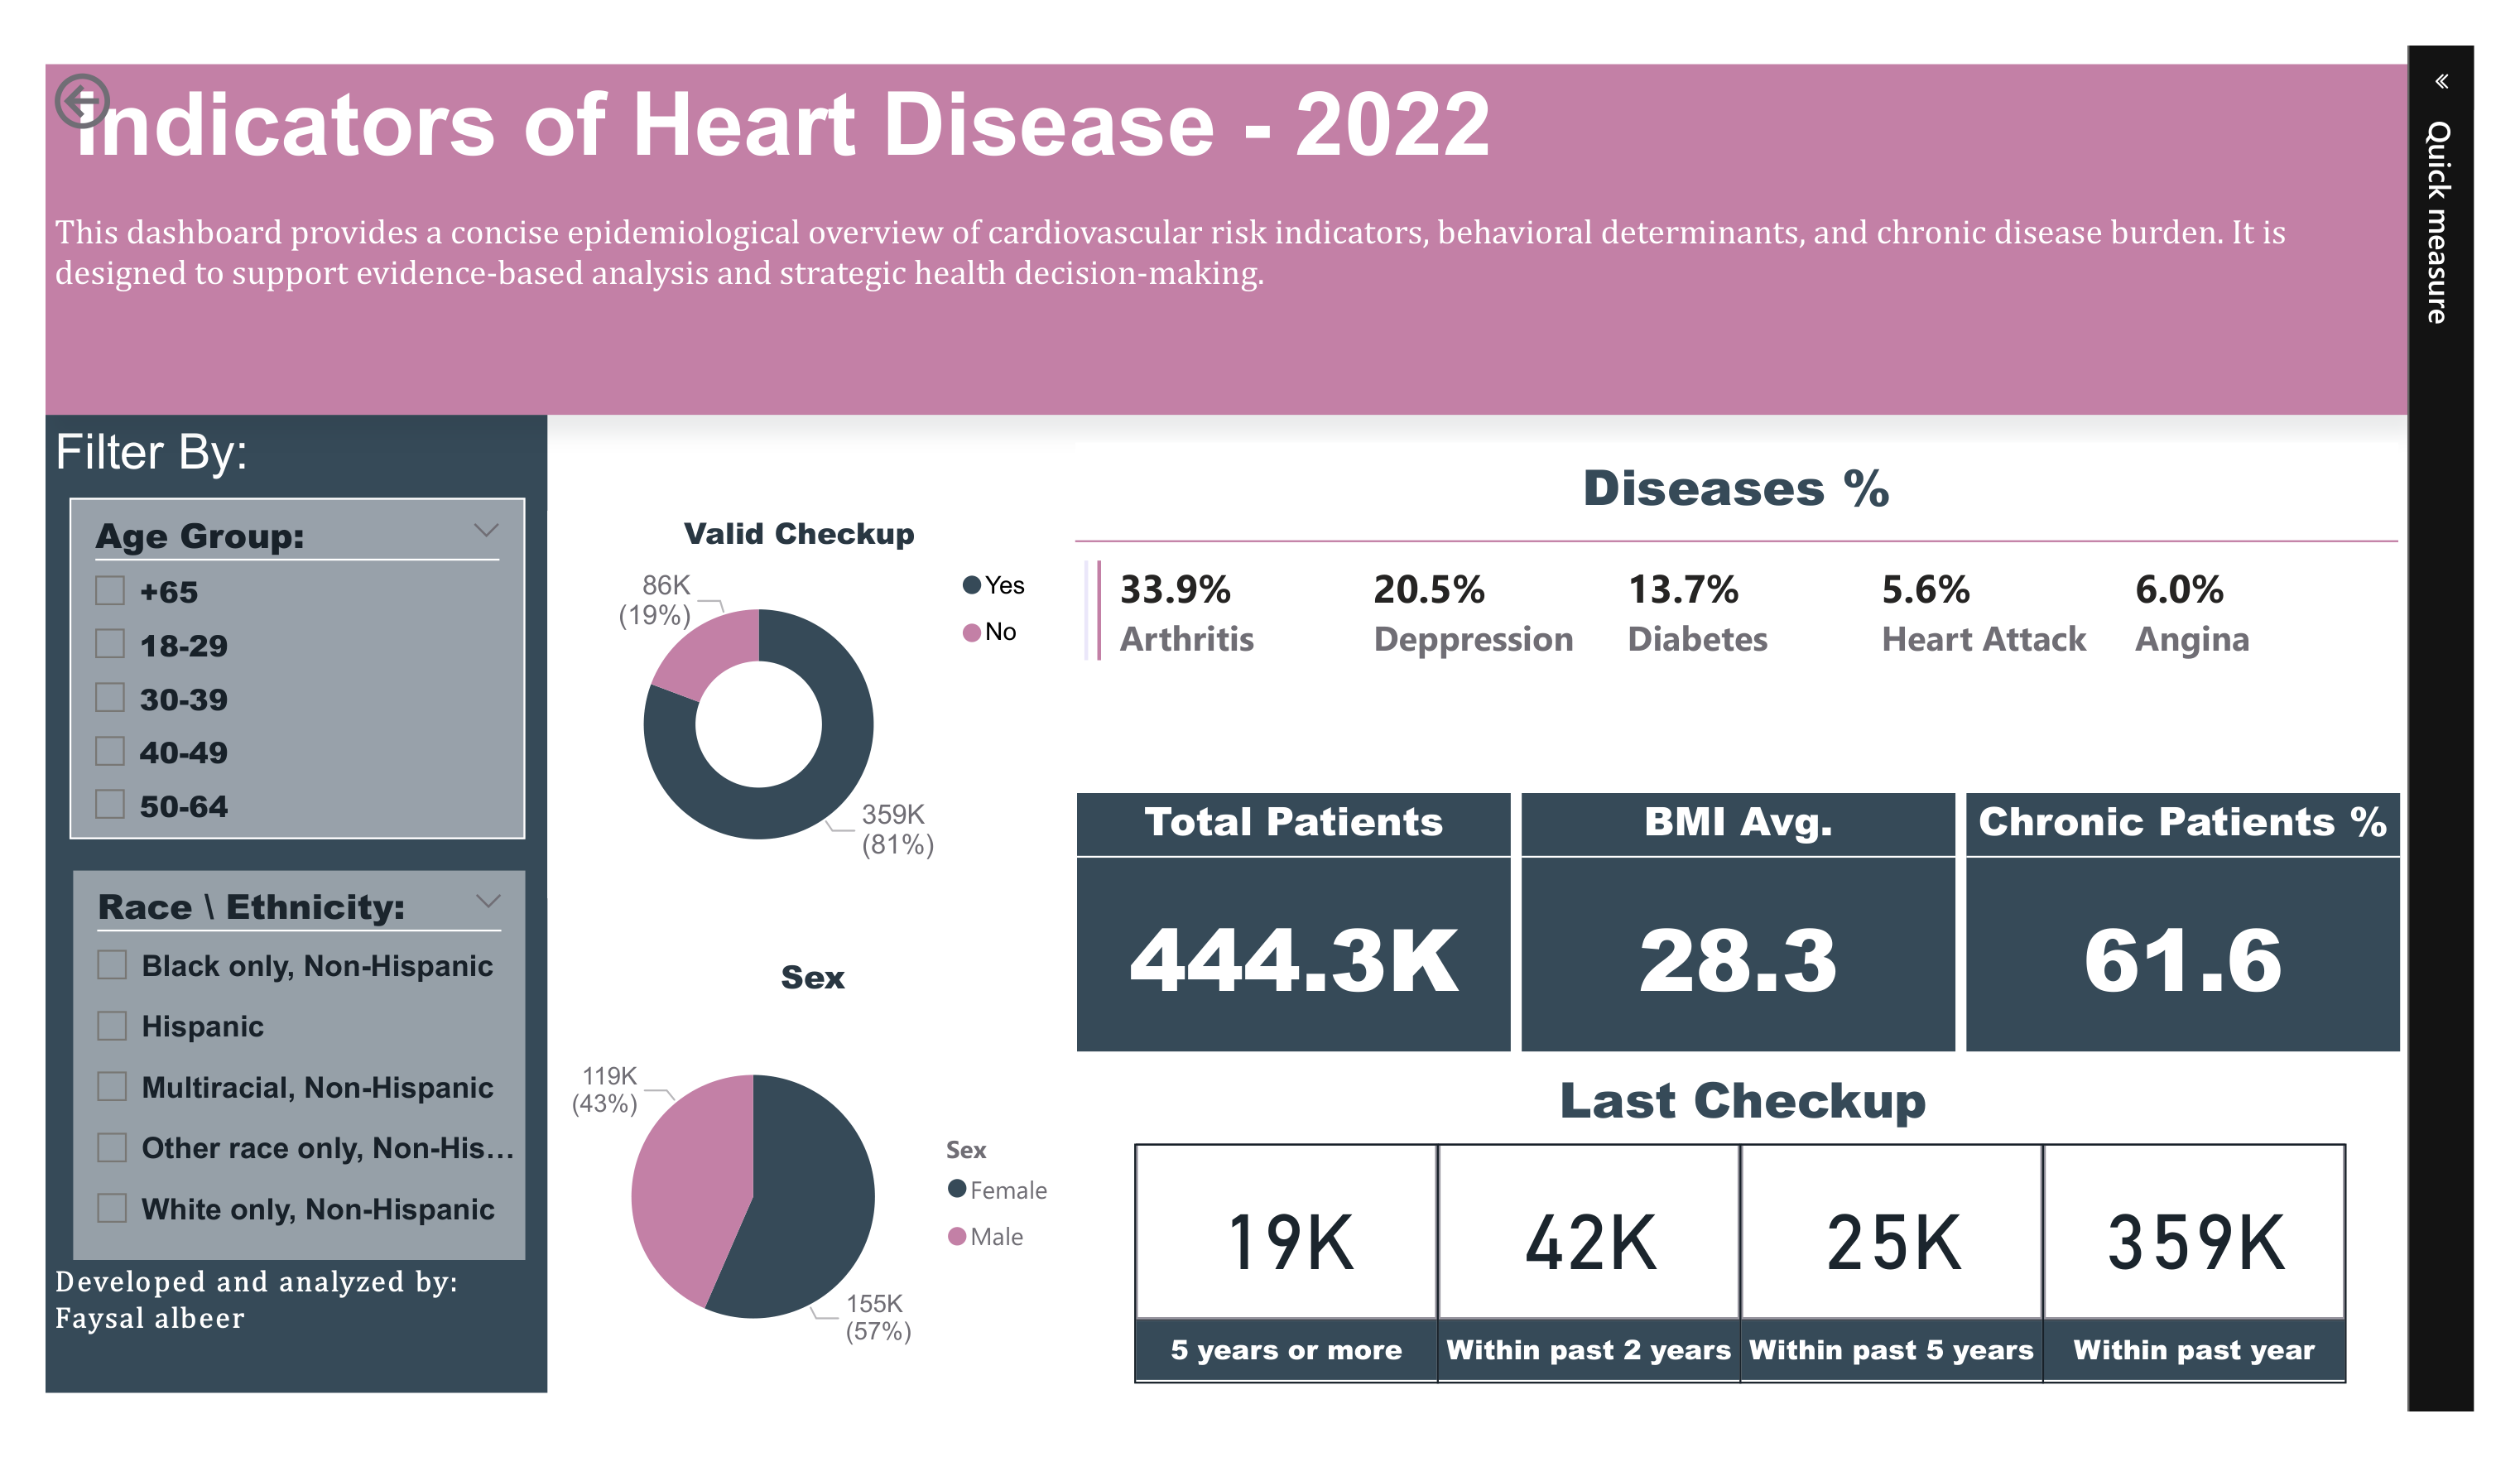 Indicators of Heart Disease - 2022
This dashboard provides a concise epidemiological overview of cardiovascular risk indicators, behavioral determinants, and chronic disease burden. It is
designed to support evidence-based analysis and strategic health decision-making.
« Quick measure
Filter By:
Age Group:
+65
18-29
30-39
40-49
50-64
Race \ Ethnicity:
Black only, Non-Hispanic
Hispanic
Multiracial, Non-Hispanic
Other race only, Non-His…
White only, Non-Hispanic
Developed and analyzed by:
Faysal albeer
Valid Checkup
86K
(19%)
Yes
No
359K
(81%)
Sex
119K
(43%)
Sex
Female
Male
155K
(57%)
Diseases %
33.9% 20.5% 13.7% 5.6% 6.0%
Arthritis Deppression Diabetes Heart Attack Angina
Total Patients BMI Avg. Chronic Patients %
444.3K 28.3 61.6
Last Checkup
19K 42K 25K 359K
5 years or more Within past 2 years Within past 5 years Within past year